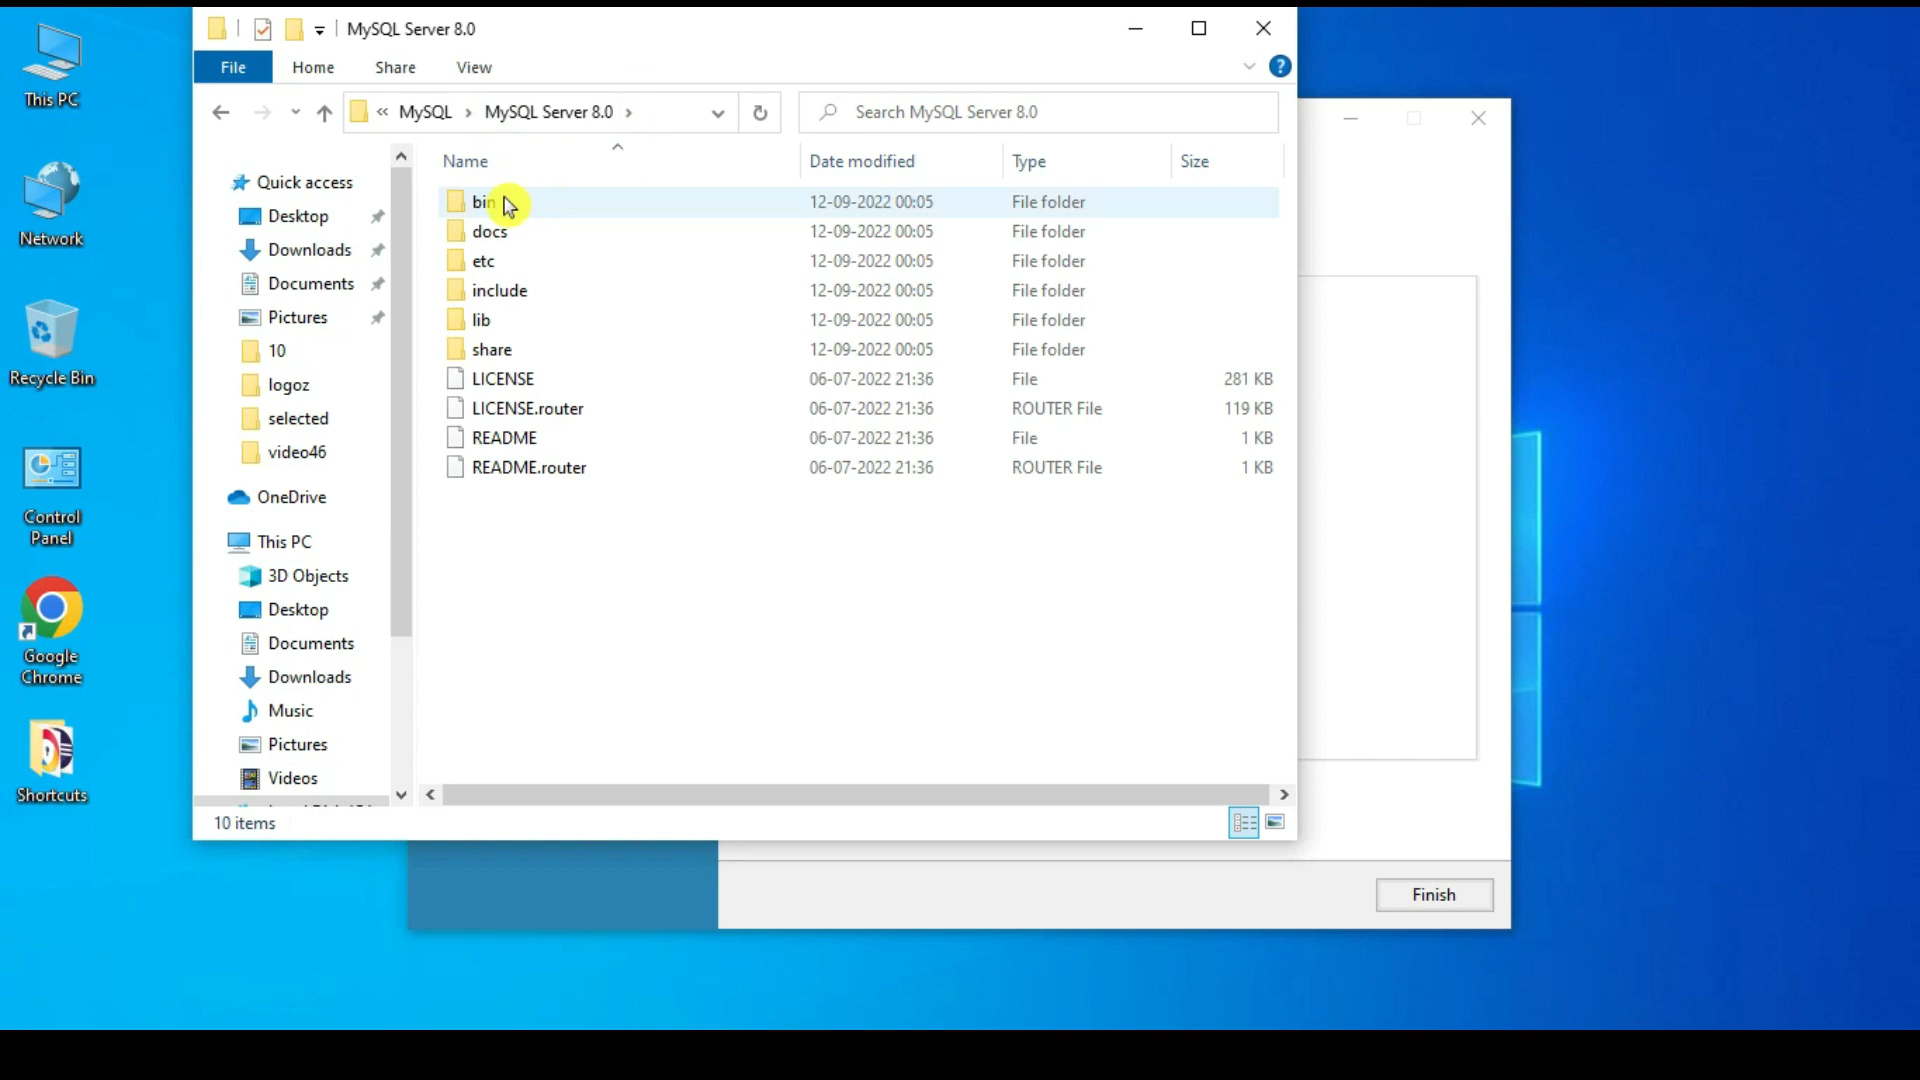 This PC
Network
Recycle Bin
Control
Panel
Google
Chrome
Shortcuts
MySQL Server 8.0
File Home Share View
« MySQL > MySQL Server 8.0 >
Search MySQL Server 8.0
Quick access
Desktop
Downloads
Documents
Pictures
10
logoz
selected
video46
OneDrive
This PC
3D Objects
Desktop
Documents
Downloads
Music
Pictures
Videos
Name Date modified Type Size
bin 12-09-2022 00:05 File folder
docs 12-09-2022 00:05 File folder
etc 12-09-2022 00:05 File folder
include 12-09-2022 00:05 File folder
lib 12-09-2022 00:05 File folder
share 12-09-2022 00:05 File folder
LICENSE 06-07-2022 21:36 File 281 KB
LICENSE.router 06-07-2022 21:36 ROUTER File 119 KB
README 06-07-2022 21:36 File 1 KB
README.router 06-07-2022 21:36 ROUTER File 1 KB
10 items
Finish